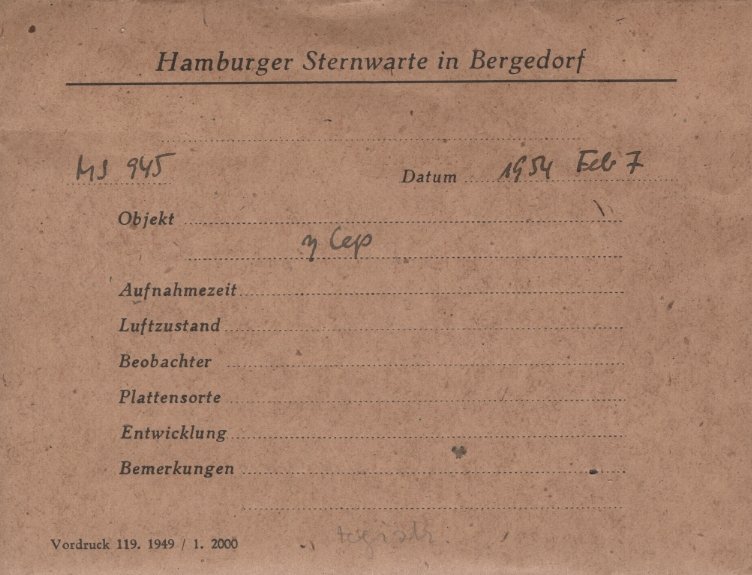 Hamburger Sternwarte in Bergedorf
MS 945 Datum 1954 Feb 7
Objekt
η Cep
Aufnahmezeit
Luftzustand
Beobachter
Plattensorte
Entwicklung
Bemerkungen
Vordruck 119. 1949 / 1. 2000